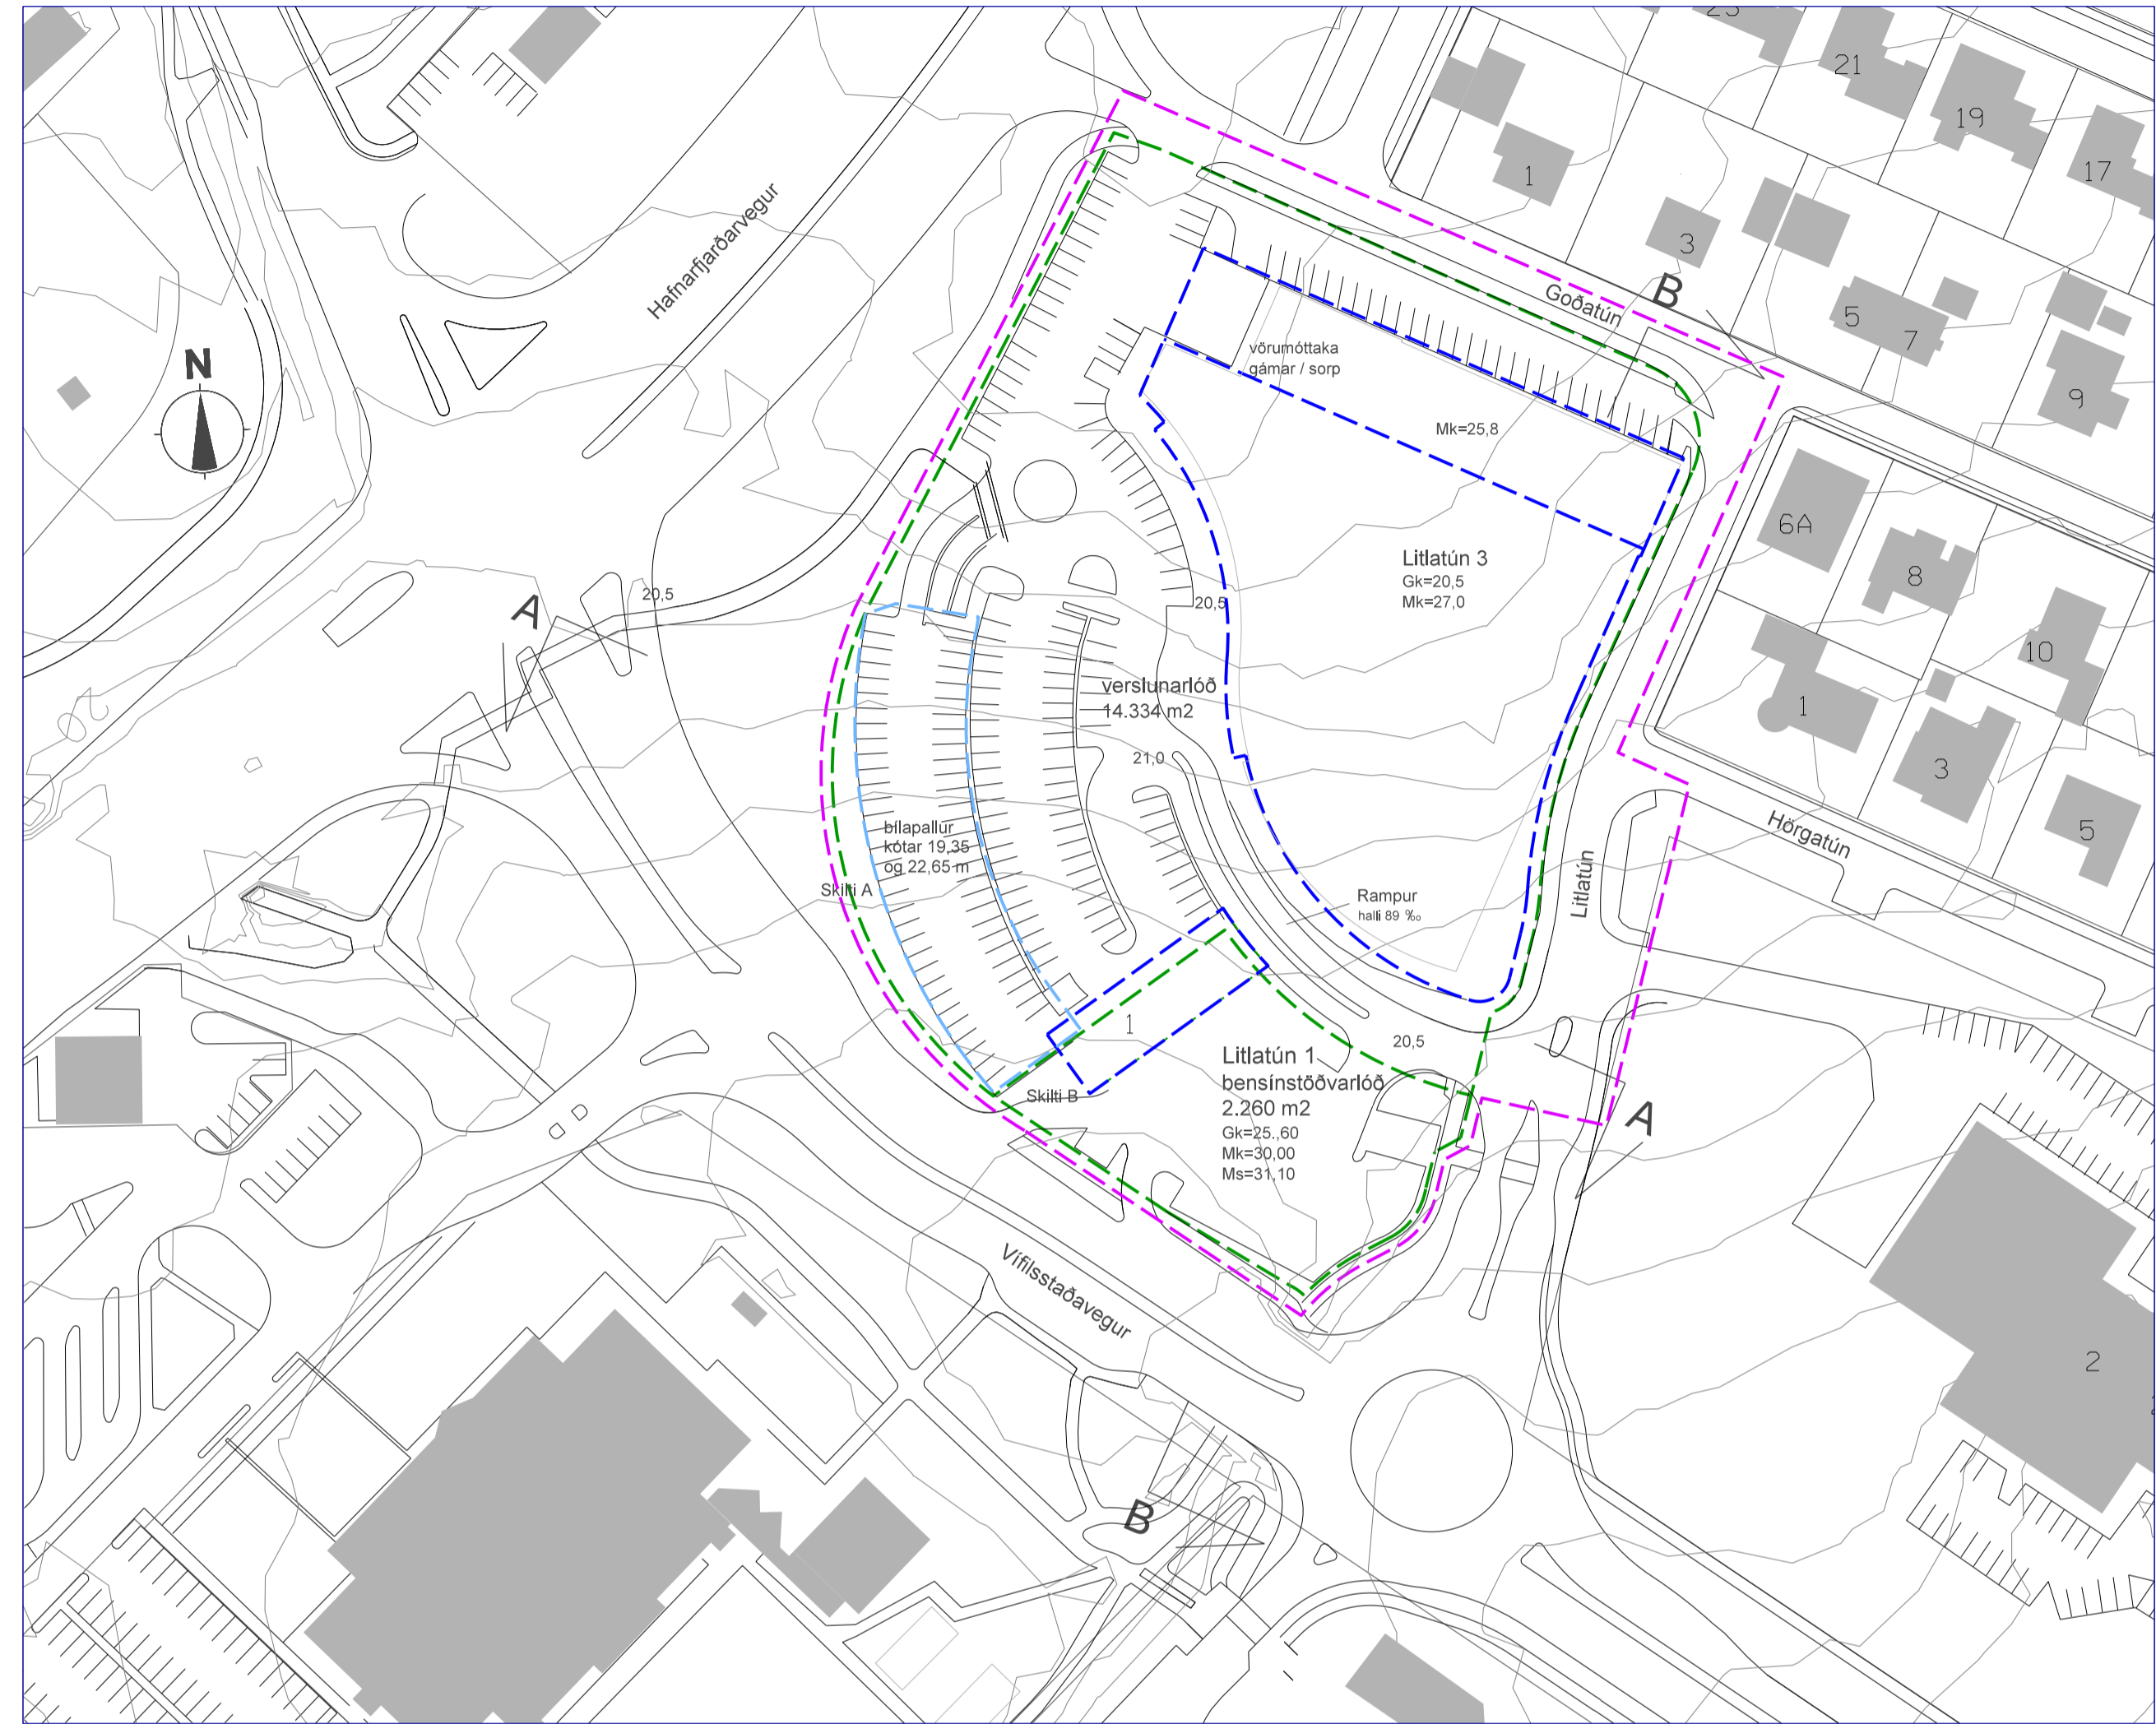 23
21
19
17
1
3
5
7
9
Hafnarfjarðarvegur
B
Goðatún
N
vörumóttaka
gámar / sorp
Mk=25,8
6A
8
10
1
3
5
Litlatún 3
Gk=20,5
Mk=27,0
A
20,5
20,5
verslunarlóð
14.334 m2
21,0
bílapallur
kótar 19,35
og 22,65 m
Skilti A
Hörgatún
Litlatún
Rampur
halli 89 ‰
1
20,5
Litlatún 1
bensínstöðvarlóð
2.260 m2
Gk=25.,60
Mk=30,00
Ms=31,10
Skilti B
A
Vífilsstaðavegur
2
B